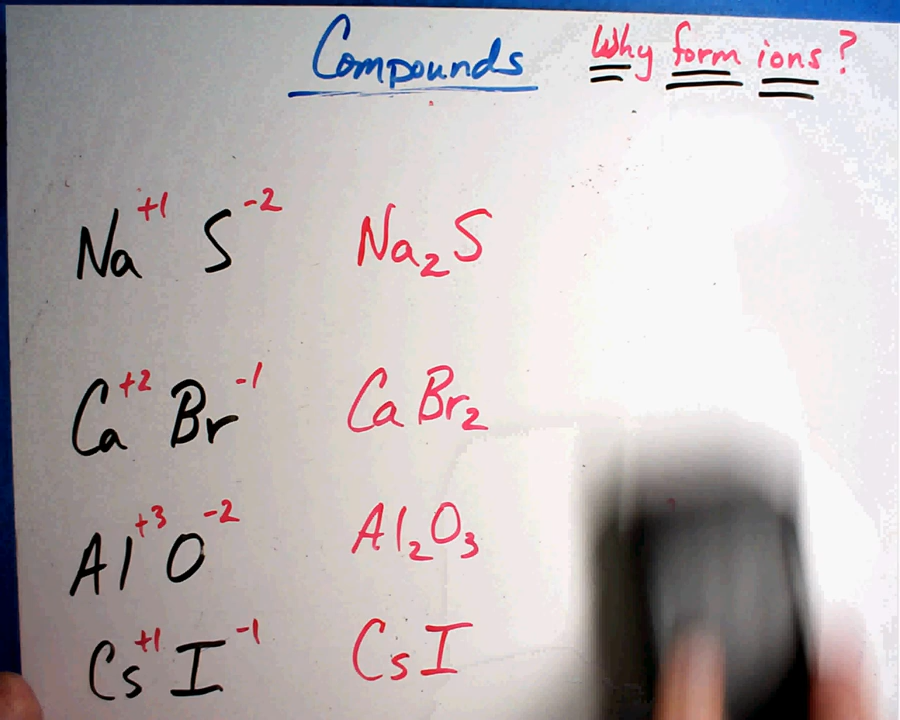 Compounds Why form ions?
Na+1 S-2 Na2S
Ca+2 Br-1 CaBr2
Al+3 O-2 Al2O3
Cs+1 I-1 CsI